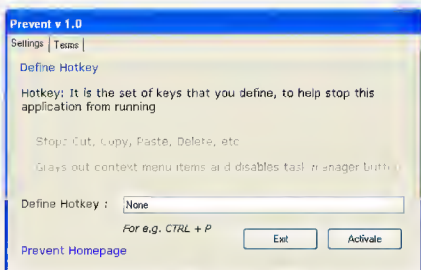 Prevent v 1.0
Settings Terms
Define Hotkey
Hotkey: It is the set of keys that you define, to help stop this
application from running
Stops Cut, Copy, Paste, Delete, etc
Grays out context menu items and disables task manager button
Define Hotkey : None
For e.g. CTRL + P
Exit Activate
Prevent Homepage